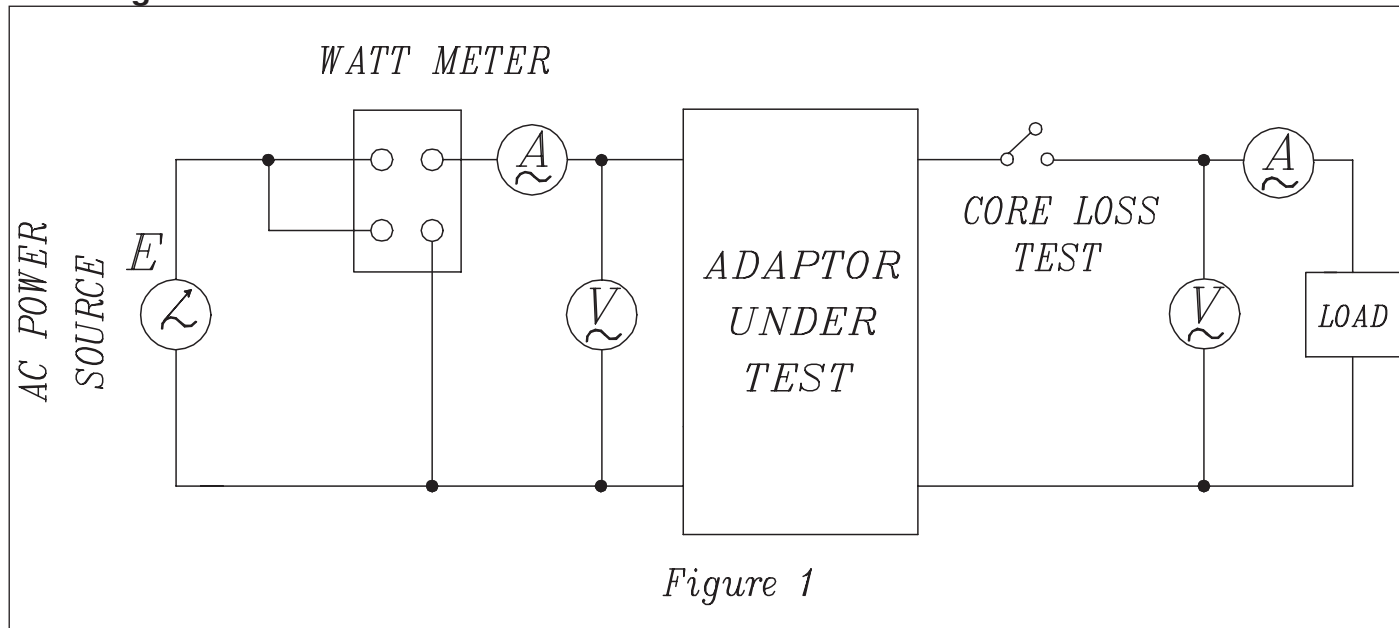 WATT METER
AC POWER
SOURCE
E
A
V
ADAPTOR
UNDER
TEST
CORE LOSS
TEST
V
A
LOAD
Figure 1